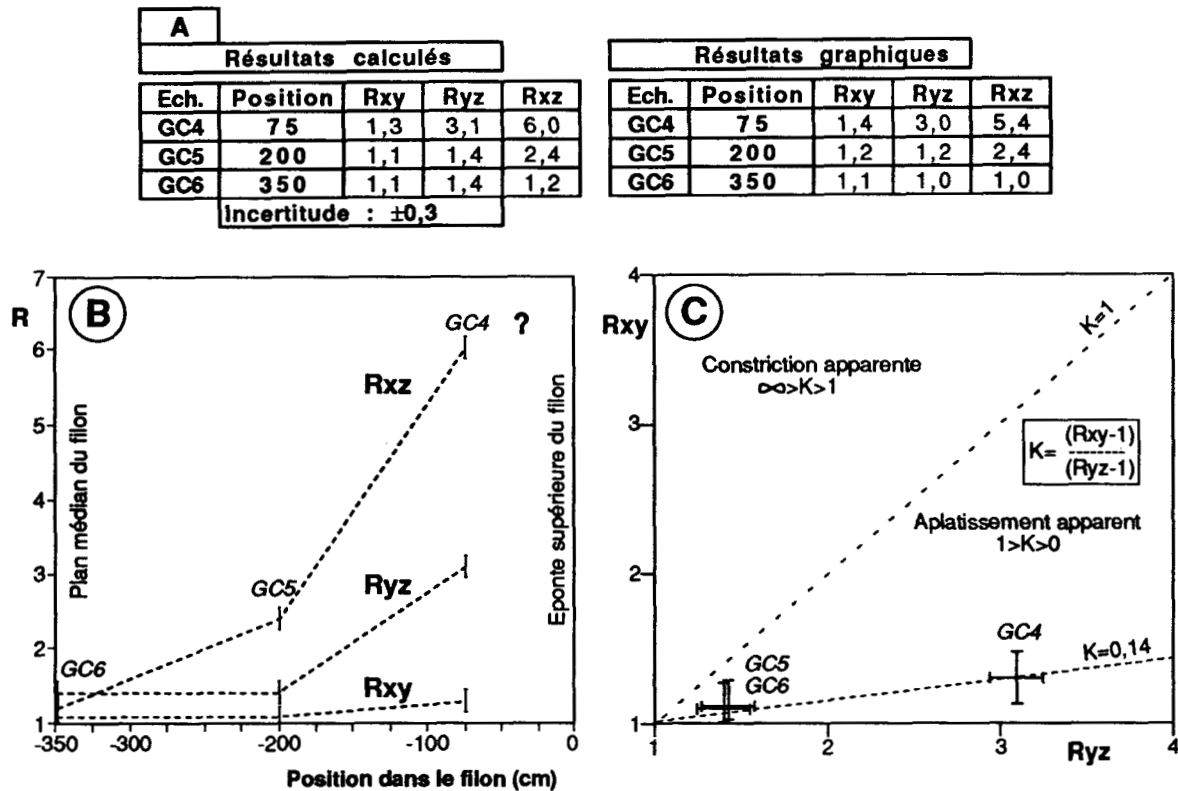 A
Résultats calculés
Ech. Position Rxy Ryz Rxz
GC4 75 1,3 3,1 6,0
GC5 200 1,1 1,4 2,4
GC6 350 1,1 1,4 1,2
Incertitude : ±0,3
Résultats graphiques
Ech. Position Rxy Ryz Rxz
GC4 75 1,4 3,0 5,4
GC5 200 1,2 1,2 2,4
GC6 350 1,1 1,0 1,0
B
R
7
6
5
4
3
2
1
Plan médian du filon
Eponte supérieure du filon
GC4 ?
Rxz
GC5
Ryz
GC6
Rxy
-350 -300 -200 -100 0
Position dans le filon (cm)
C
Rxy
4
3
2
1
K=1
Constriction apparente
∞>K>1
K= (Rxy-1)
(Ryz-1)
Aplatissement apparent
1>K>0
GC4
K=0,14
GC5
GC6
1 2 3 4
Ryz